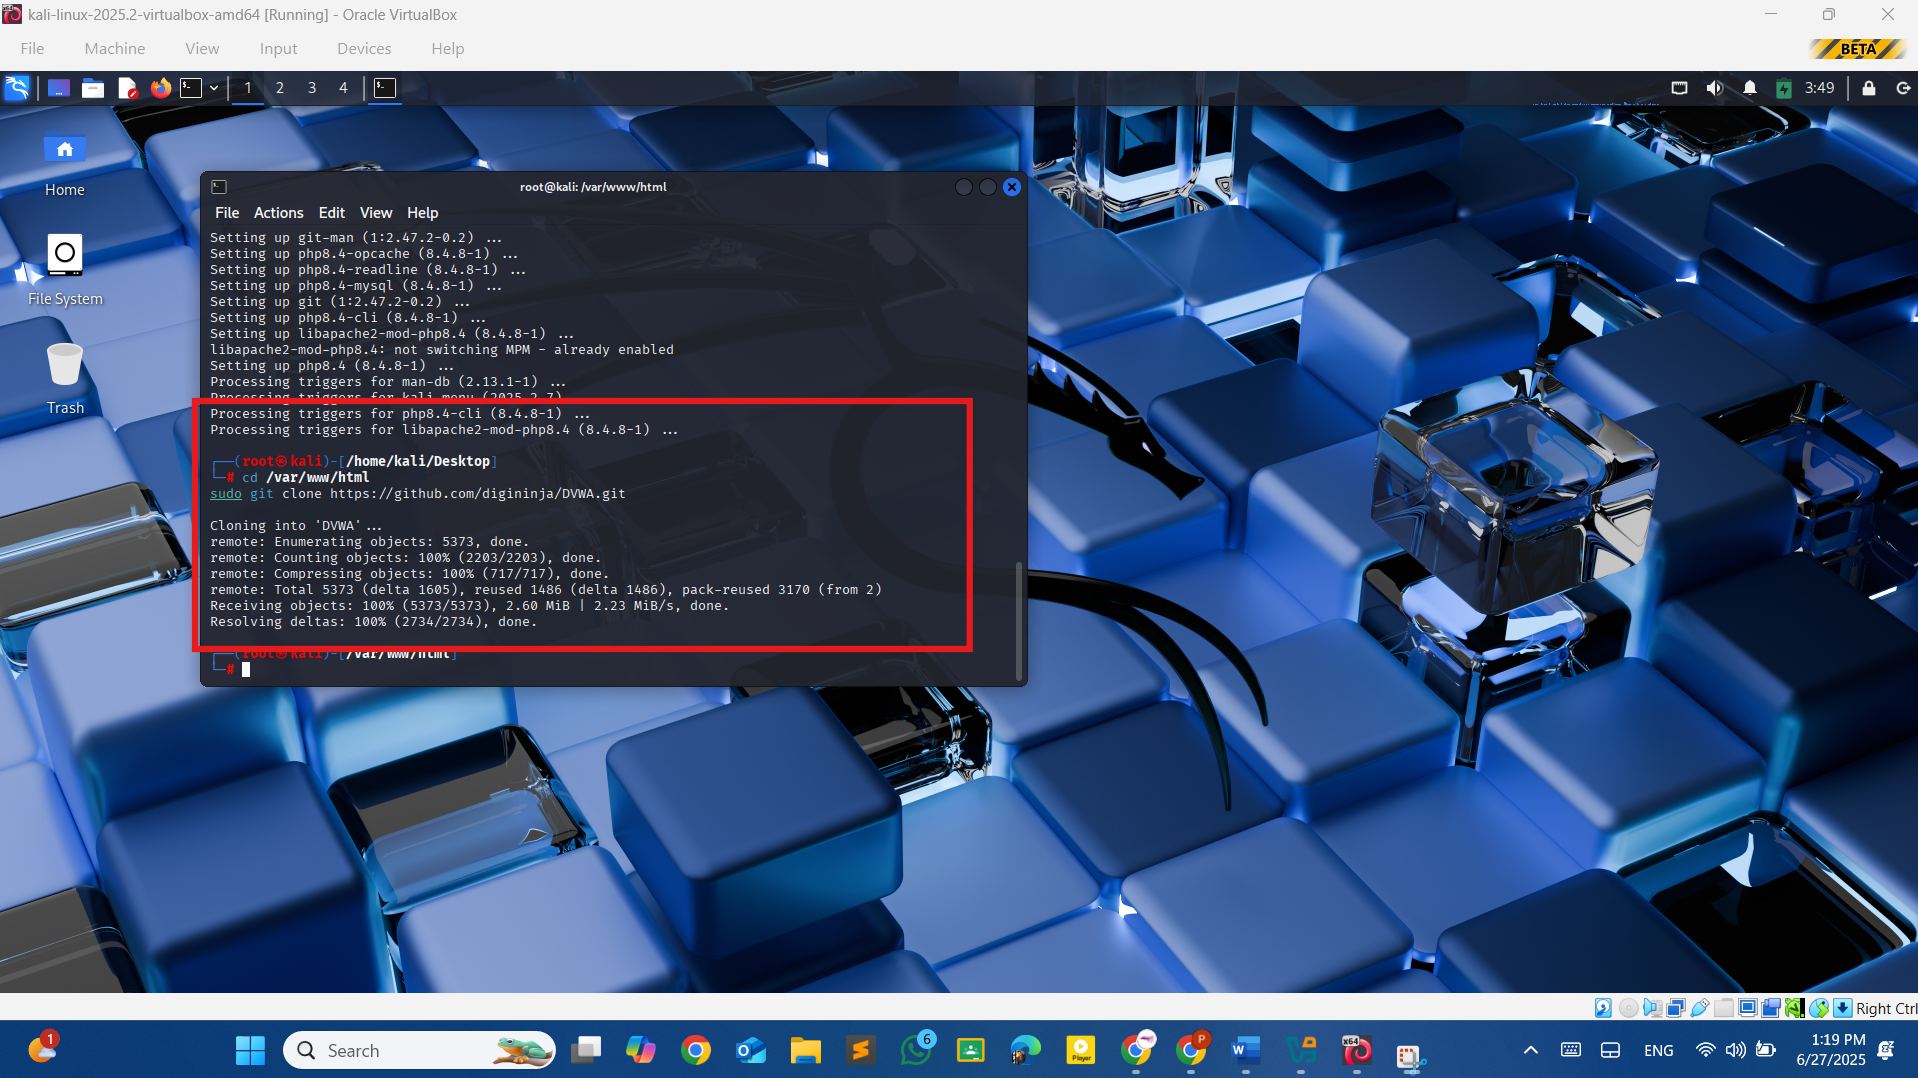 kali-linux-2025.2-virtualbox-amd64 [Running] - Oracle VirtualBox
File Machine View Input Devices Help
BETA
1 2 3 4
3:49
Home
File System
Trash
root@kali: /var/www/html
File Actions Edit View Help
Setting up git-man (1:2.47.2-0.2) ...
Setting up php8.4-opcache (8.4.8-1) ...
Setting up php8.4-readline (8.4.8-1) ...
Setting up php8.4-mysql (8.4.8-1) ...
Setting up git (1:2.47.2-0.2) ...
Setting up php8.4-cli (8.4.8-1) ...
Setting up libapache2-mod-php8.4 (8.4.8-1) ...
libapache2-mod-php8.4: not switching MPM - already enabled
Setting up php8.4 (8.4.8-1) ...
Processing triggers for man-db (2.13.1-1) ...
Processing triggers for kali-menu (2025.2.7) ...
Processing triggers for php8.4-cli (8.4.8-1) ...
Processing triggers for libapache2-mod-php8.4 (8.4.8-1) ...
┌──(root㉿kali)-[/home/kali/Desktop]
└─# cd /var/www/html
sudo git clone https://github.com/digininja/DVWA.git
Cloning into 'DVWA'...
remote: Enumerating objects: 5373, done.
remote: Counting objects: 100% (2203/2203), done.
remote: Compressing objects: 100% (717/717), done.
remote: Total 5373 (delta 1605), reused 1486 (delta 1486), pack-reused 3170 (from 2)
Receiving objects: 100% (5373/5373), 2.60 MiB | 2.23 MiB/s, done.
Resolving deltas: 100% (2734/2734), done.
┌──(root㉿kali)-[/var/www/html]
└─#
Right Ctrl
1
Search
6
Player
P
x64
ENG
1:19 PM
6/27/2025